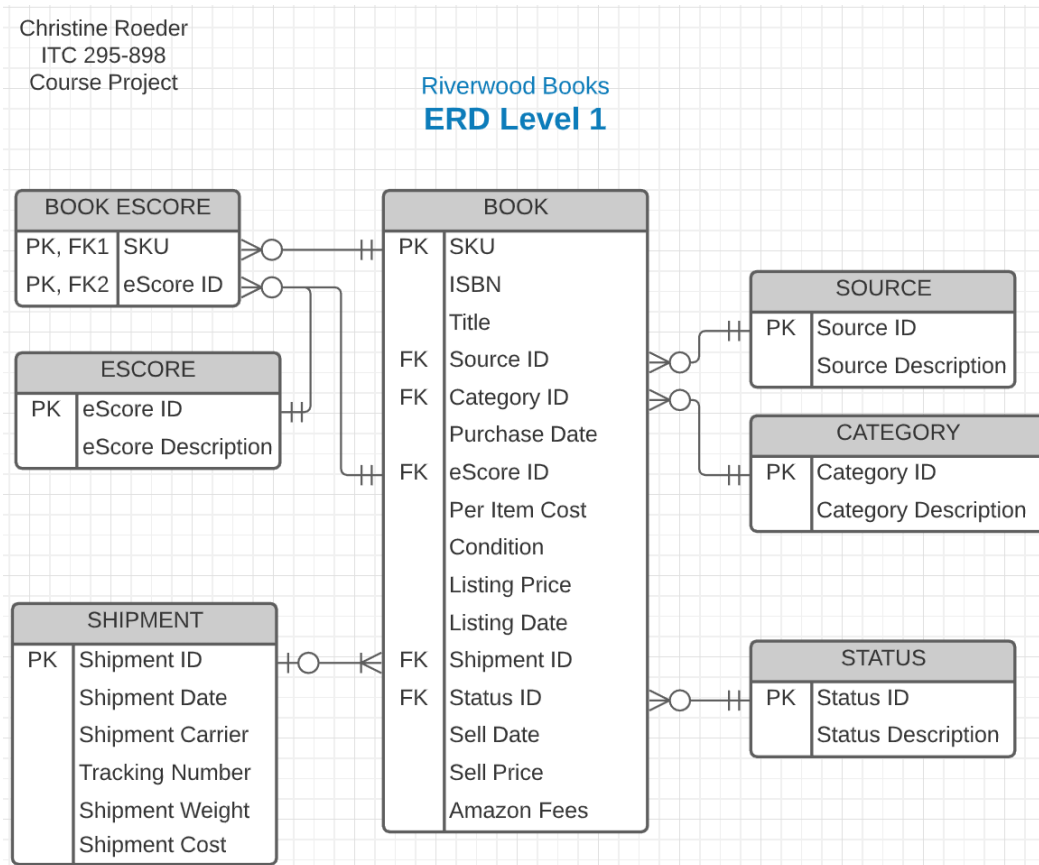 Christine Roeder
ITC 295-898
Course Project
Riverwood Books
ERD Level 1
BOOK ESCORE
PK, FK1 SKU
PK, FK2 eScore ID
ESCORE
PK eScore ID
eScore Description
SHIPMENT
PK Shipment ID
Shipment Date
Shipment Carrier
Tracking Number
Shipment Weight
Shipment Cost
BOOK
PK SKU
ISBN
Title
FK Source ID
FK Category ID
Purchase Date
FK eScore ID
Per Item Cost
Condition
Listing Price
Listing Date
FK Shipment ID
FK Status ID
Sell Date
Sell Price
Amazon Fees
SOURCE
PK Source ID
Source Description
CATEGORY
PK Category ID
Category Description
STATUS
PK Status ID
Status Description